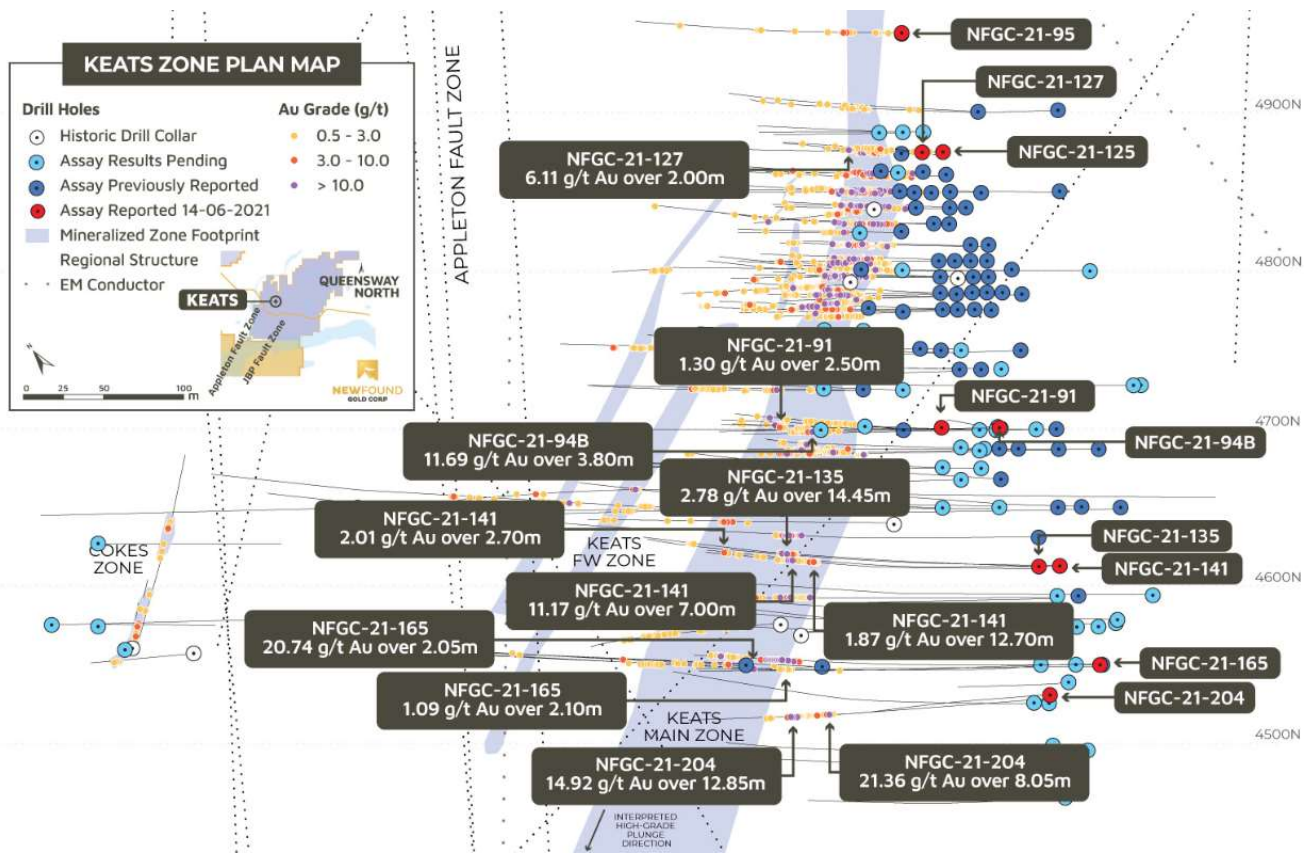 KEATS ZONE PLAN MAP
Drill Holes
Historic Drill Collar
Assay Results Pending
Assay Previously Reported
Assay Reported 14-06-2021
Mineralized Zone Footprint
Regional Structure
EM Conductor
Au Grade (g/t)
0.5 - 3.0
3.0 - 10.0
> 10.0
KEATS
QUEENSWAY
NORTH
Appleton Fault Zone
JBP Fault Zone
N
0 25 50 100
m
NEWFOUND
GOLD CORP
APPLETON FAULT ZONE
NFGC-21-95
NFGC-21-127
4900N
NFGC-21-127
6.11 g/t Au over 2.00m
NFGC-21-125
4800N
NFGC-21-91
1.30 g/t Au over 2.50m
NFGC-21-91
4700N
NFGC-21-94B
11.69 g/t Au over 3.80m
NFGC-21-94B
NFGC-21-135
2.78 g/t Au over 14.45m
NFGC-21-141
2.01 g/t Au over 2.70m
NFGC-21-135
COKES
ZONE
KEATS
FW ZONE
NFGC-21-141
4600N
NFGC-21-141
11.17 g/t Au over 7.00m
NFGC-21-141
1.87 g/t Au over 12.70m
NFGC-21-165
20.74 g/t Au over 2.05m
NFGC-21-165
NFGC-21-165
1.09 g/t Au over 2.10m
NFGC-21-204
KEATS
MAIN ZONE
4500N
NFGC-21-204
14.92 g/t Au over 12.85m
NFGC-21-204
21.36 g/t Au over 8.05m
INTERPRETED
HIGH-GRADE
PLUNGE
DIRECTION